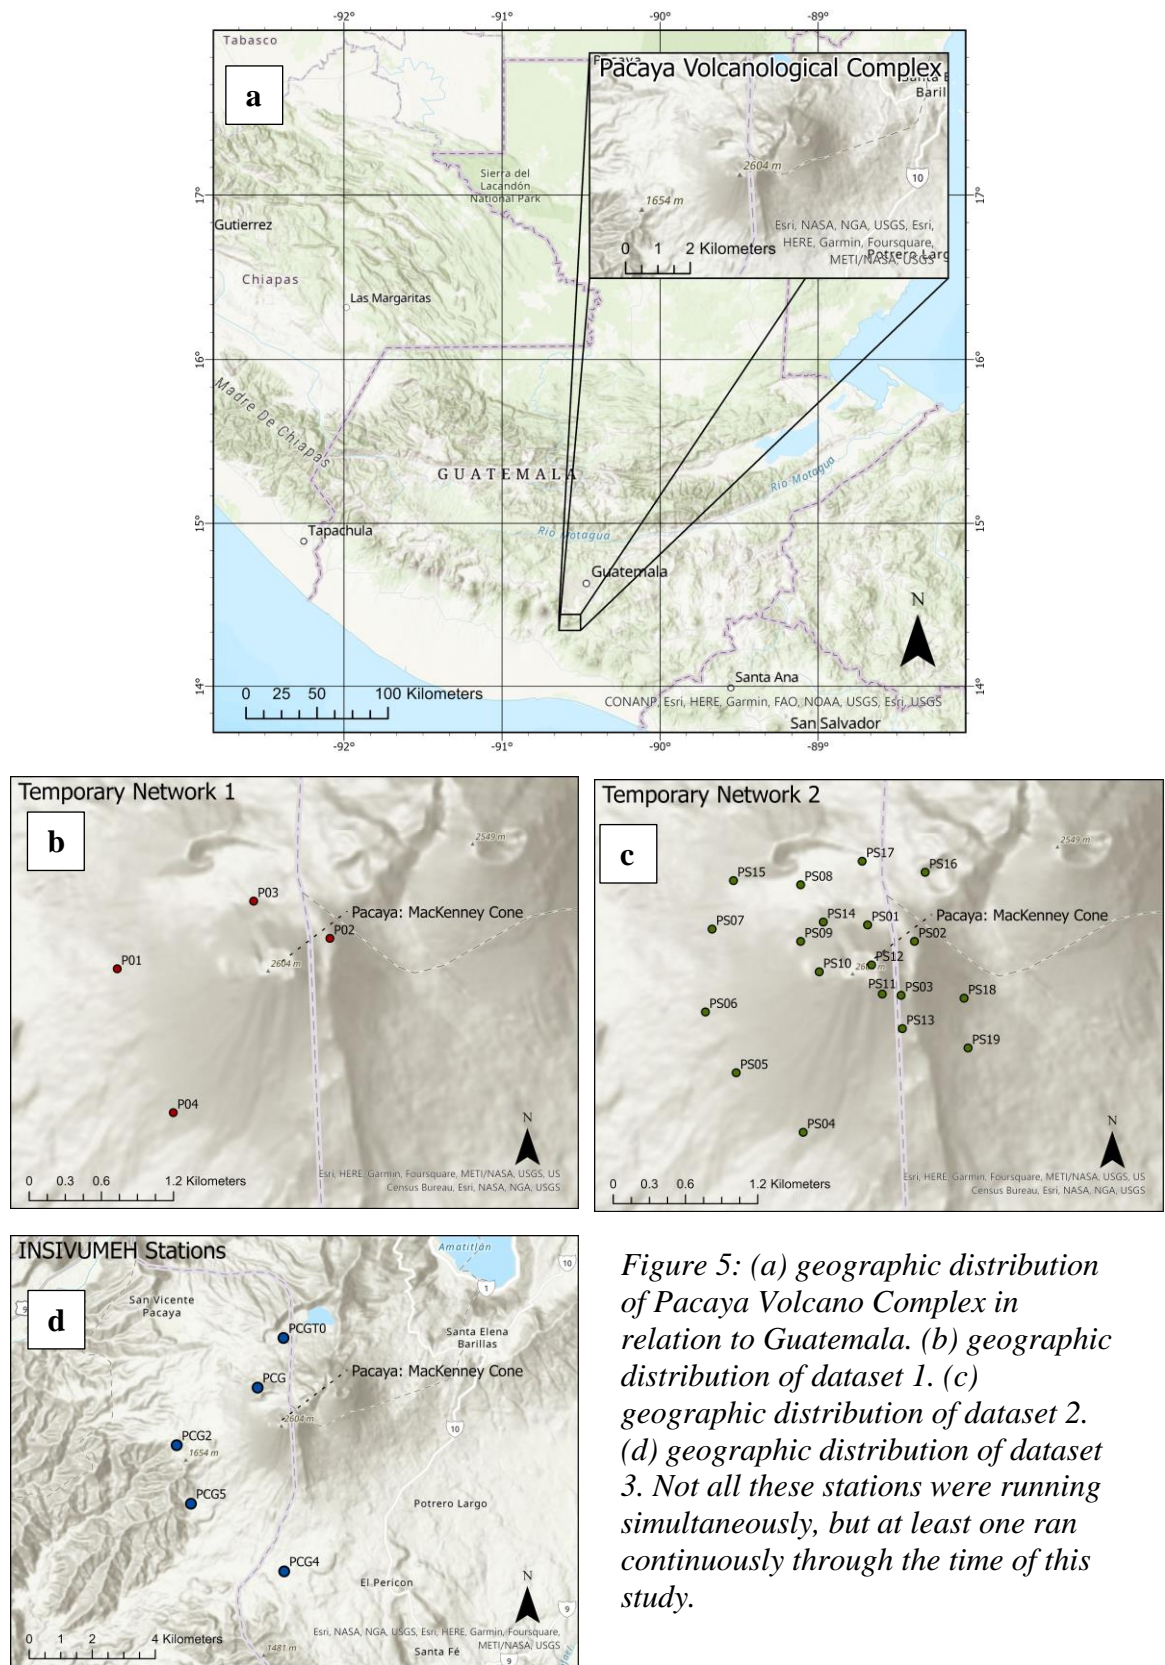 -92°
-91°
-90°
-89°
Tabasco
a
Pacaya Volcanological Complex
Baril
2604 m
10
1654 m
Esri, NASA, NGA, USGS, Esri,
HERE, Garmin, Foursquare,
METI/NASA, USGS
0 1 2 Kilometers
Sierra del
Lacandón
National Park
17°
17°
Gutierrez
Chiapas
Las Margaritas
16°
16°
Madre De Chiapas
GUATEMALA
Rio Motagua
15°
15°
Tapachula
Rio Motagua
Guatemala
N
Santa Ana
14°
14°
0 25 50 100 Kilometers
CONANP, Esri, HERE, Garmin, FAO, NOAA, USGS, Esri, USGS
San Salvador
-92°
-91°
-90°
-89°
Temporary Network 1
b
2549 m
P03
Pacaya: MacKenney Cone
P02
P01
2604 m
P04
N
Esri, HERE, Garmin, Foursquare, METI/NASA, USGS, US
Census Bureau, Esri, NASA, NGA, USGS
0 0.3 0.6 1.2 Kilometers
Temporary Network 2
c
2549 m
PS17
PS16
PS15
PS08
Pacaya: MacKenney Cone
PS14
PS01
PS07
PS09
PS02
PS12
PS10
PS11
PS03
PS18
PS06
PS13
PS19
PS05
PS04
N
Esri, HERE, Garmin, Foursquare, METI/NASA, USGS, US
Census Bureau, Esri, NASA, NGA, USGS
0 0.3 0.6 1.2 Kilometers
INSIVUMEH Stations
d
Amatitlán
10
1
9
San Vicente
Pacaya
PCGT0
Santa Elena
Barillas
Pacaya: MacKenney Cone
PCG
2604 m
10
PCG2
1654 m
PCG5
Potrero Largo
PCG4
El Pericon
N
9
Esri, NASA, NGA, USGS, Esri, HERE, Garmin, Foursquare,
METI/NASA, USGS
0 1 2 4 Kilometers
1481 m
Santa Fé
9
Figure 5: (a) geographic distribution
of Pacaya Volcano Complex in
relation to Guatemala. (b) geographic
distribution of dataset 1. (c)
geographic distribution of dataset 2.
(d) geographic distribution of dataset
3. Not all these stations were running
simultaneously, but at least one ran
continuously through the time of this
study.